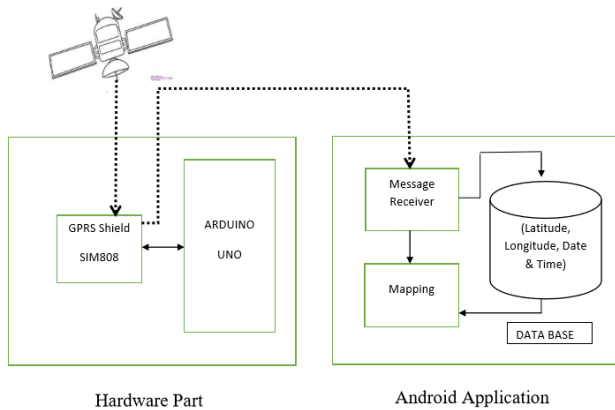 GPRS Shield
SIM808
ARDUINO
UNO
Hardware Part
Message
Receiver
Mapping
(Latitude,
Longitude, Date
& Time)
DATA BASE
Android Application